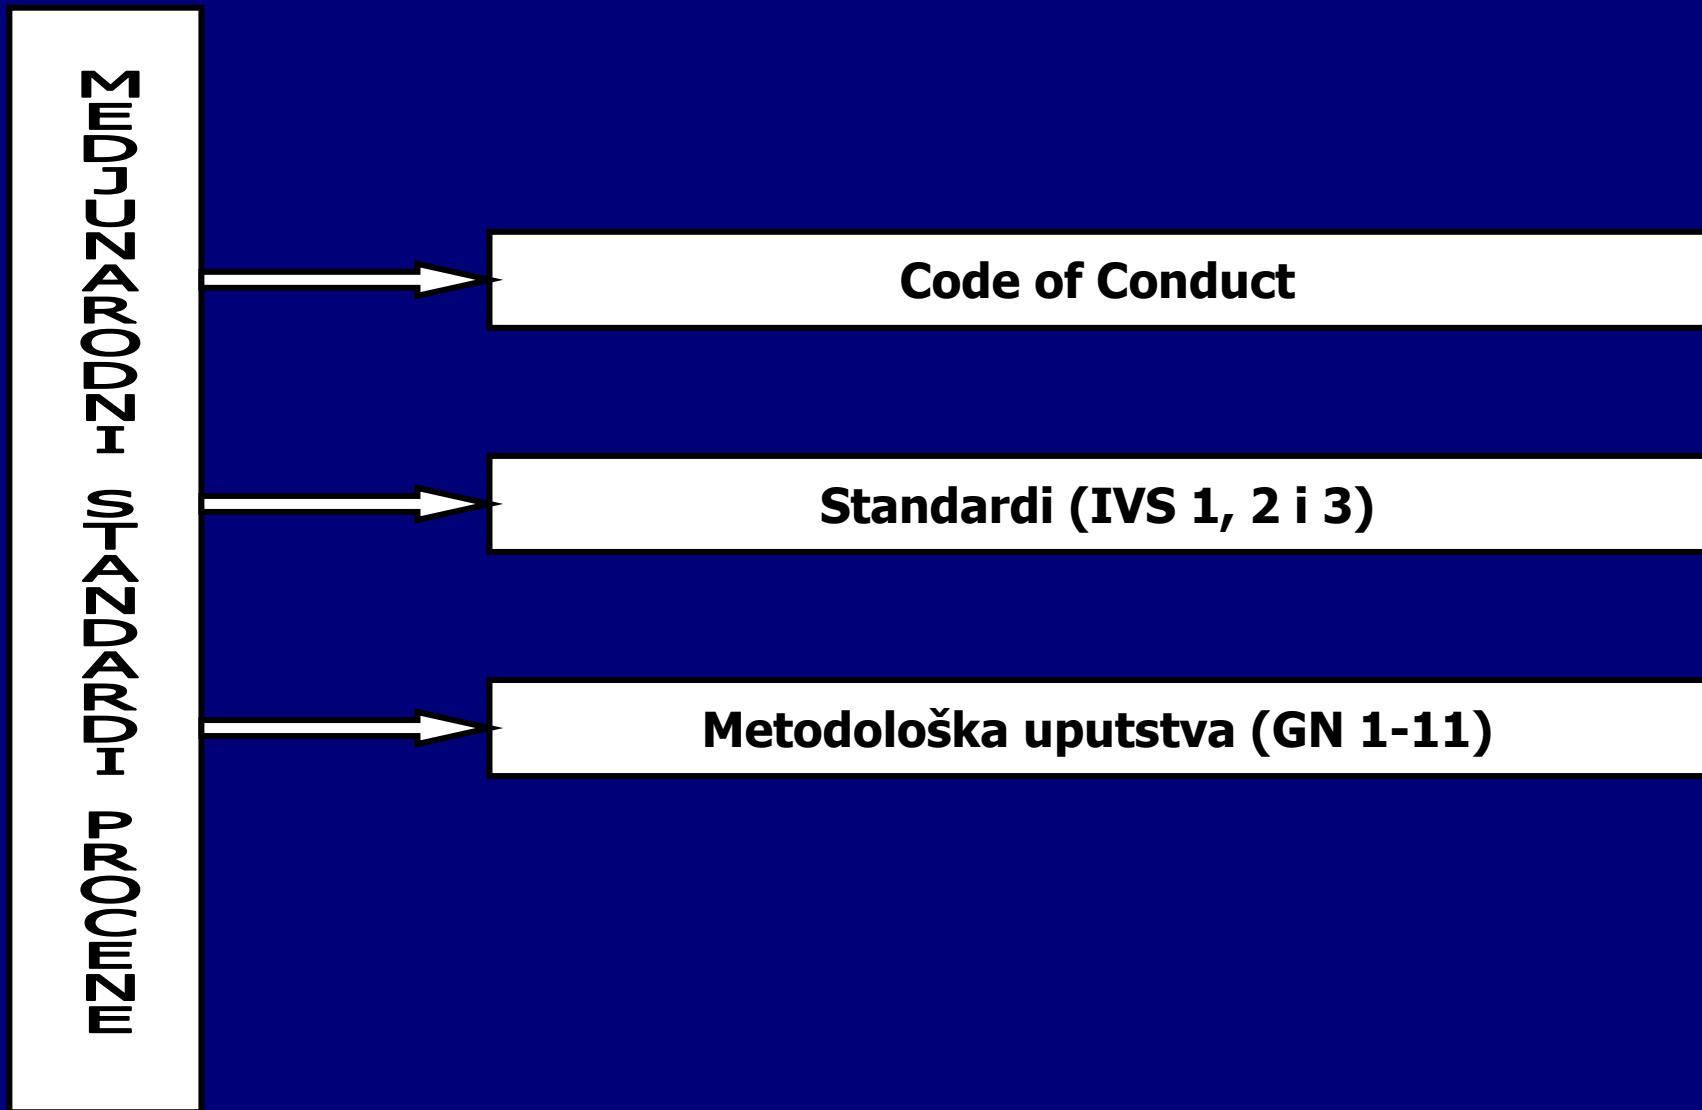 MEDJUNARODNI STANDARDI PROCENE
Code of Conduct
Standardi (IVS 1, 2 i 3)
Metodološka uputstva (GN 1-11)